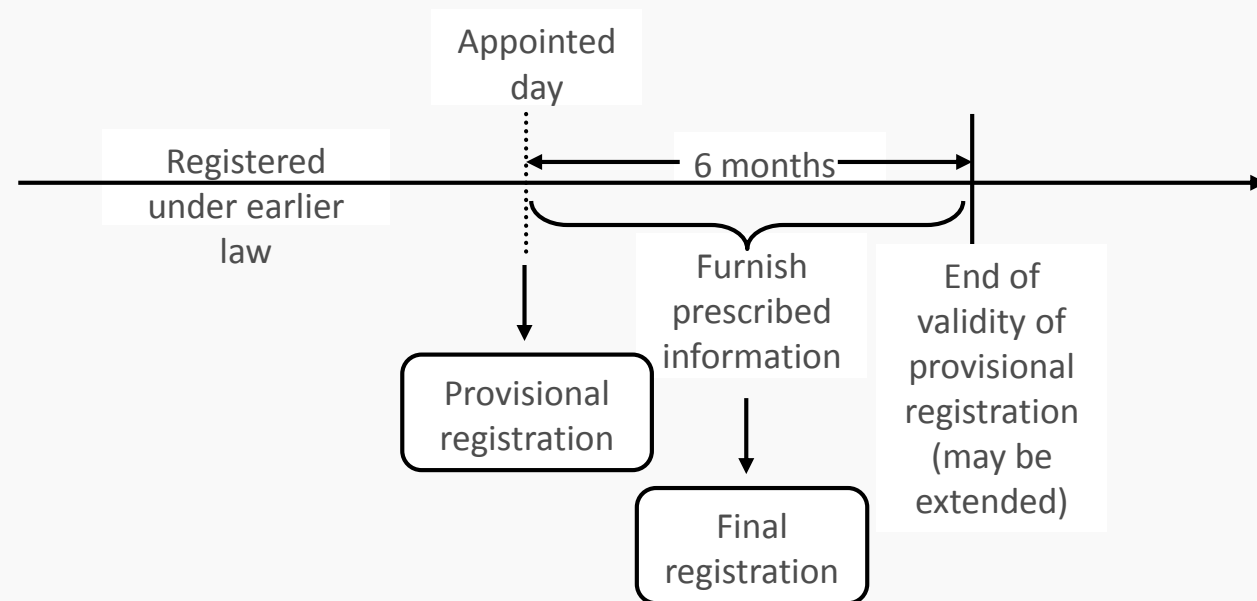 Appointed
day
Registered
under earlier
law
6 months
Furnish
prescribed
information
End of
validity of
provisional
registration
(may be
extended)
Provisional
registration
Final
registration